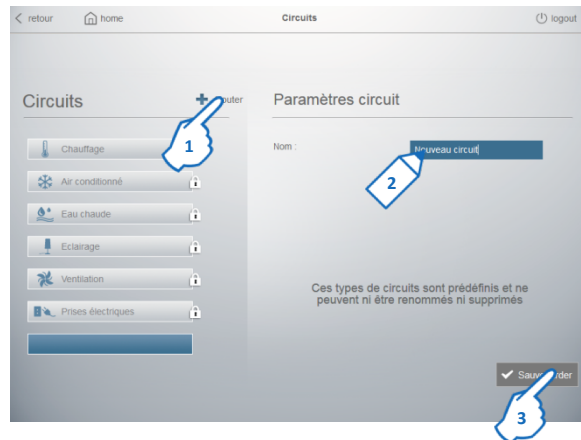 retour
home
Circuits
logout
Circuits
Paramètres circuit
1
Chauffage
Nom :
Nouveau circuit
2
Air conditionné
Eau chaude
Eclairage
Ventilation
Prises électriques
Ces types de circuits sont prédéfinis et ne
peuvent ni être renommés ni supprimés
3